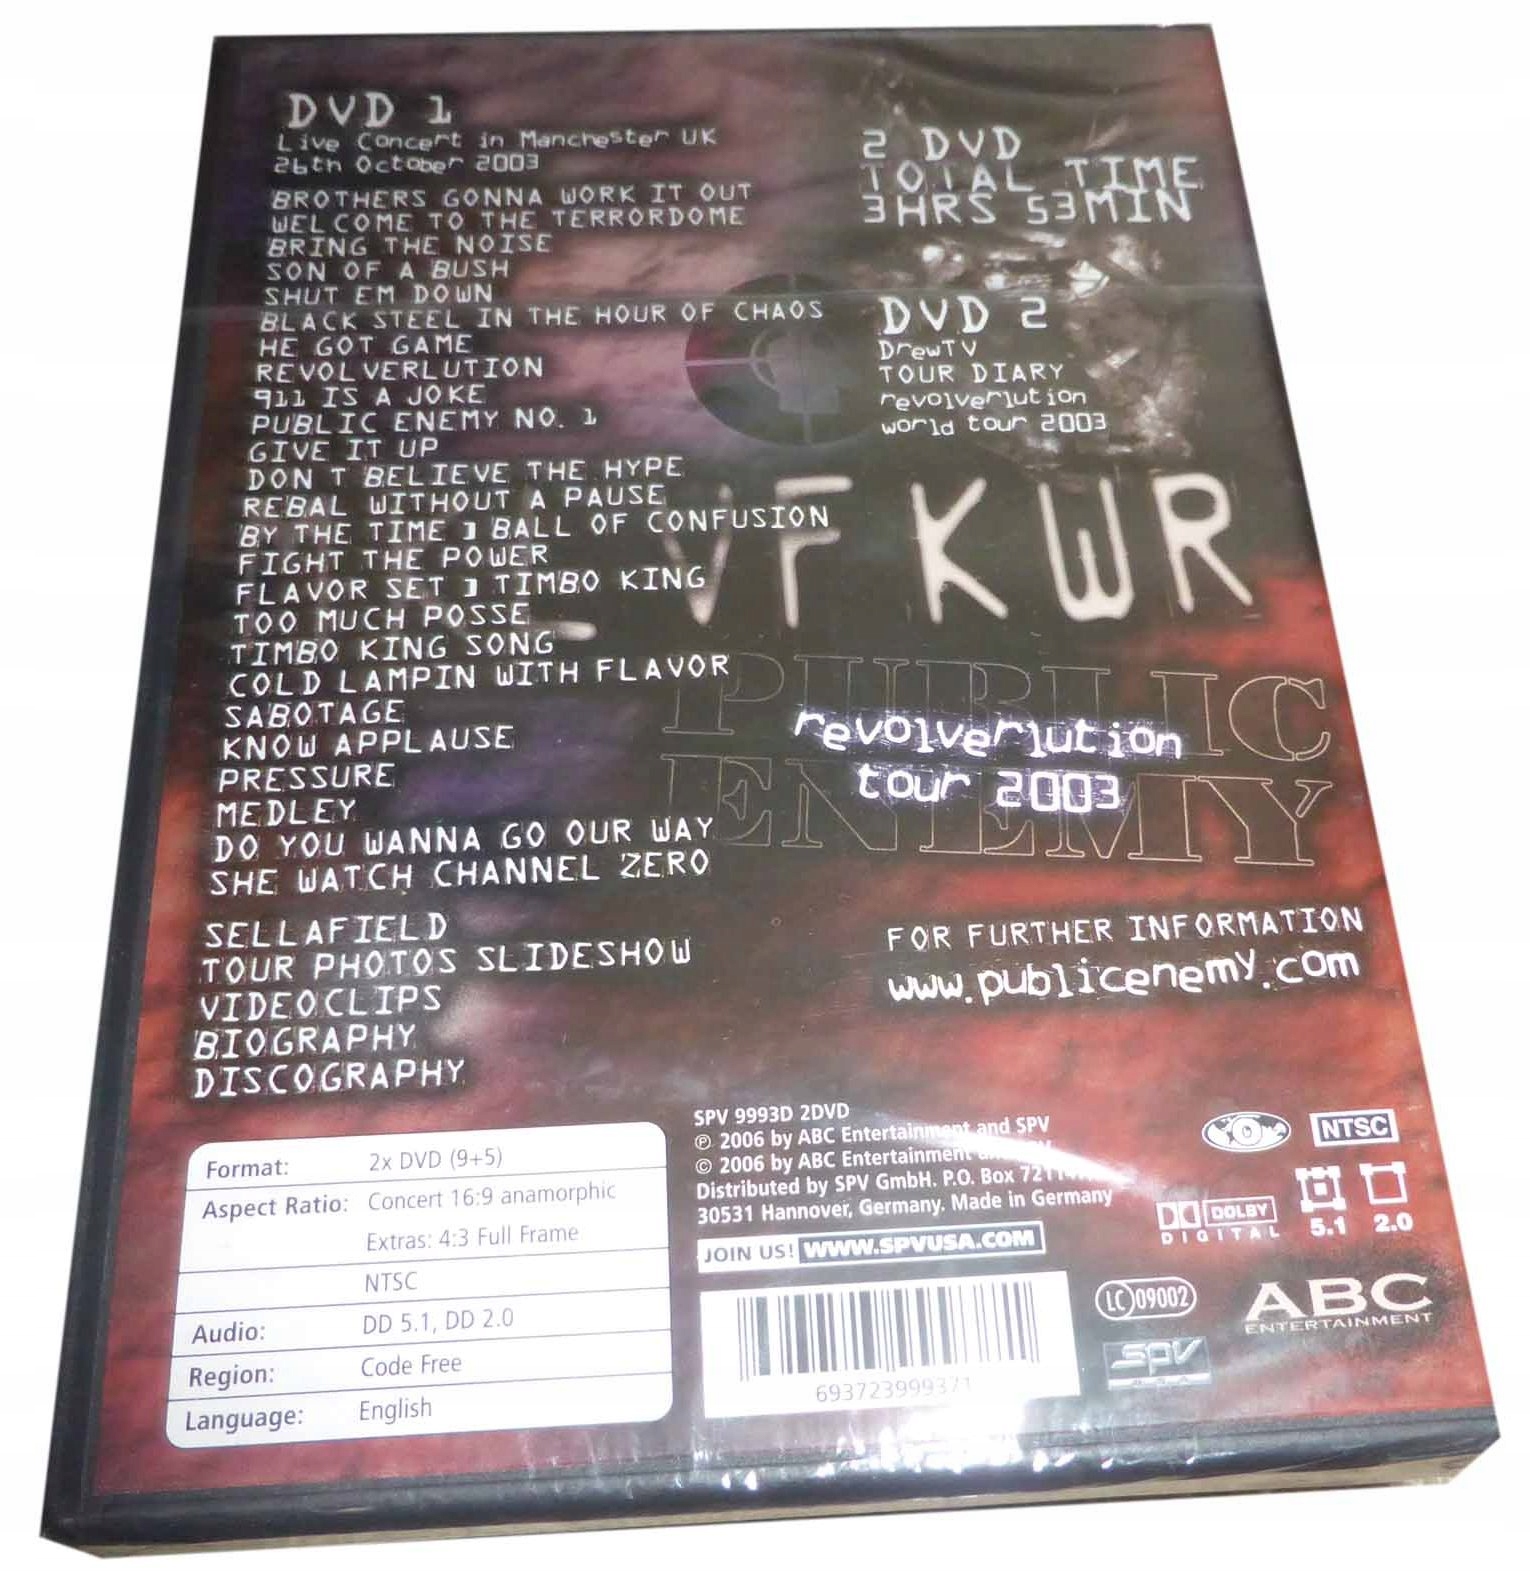 DVD 1
Live Concert in Manchester UK
26th October 2003
BROTHERS GONNA WORK IT OUT
WELCOME TO THE TERRORDOME
BRING THE NOISE
SON OF A BUSH
SHUT EM DOWN
BLACK STEEL IN THE HOUR OF CHAOS
HE GOT GAME
REVOLVERLUTION
911 IS A JOKE
PUBLIC ENEMY NO. 1
GIVE IT UP
DON T BELIEVE THE HYPE
REBAL WITHOUT A PAUSE
BY THE TIME ] BALL OF CONFUSION
FIGHT THE POWER
FLAVOR SET ] TIMBO KING
TOO MUCH POSSE
TIMBO KING SONG
COLD LAMPIN WITH FLAVOR
SABOTAGE
KNOW APPLAUSE
PRESSURE
MEDLEY
DO YOU WANNA GO OUR WAY
SHE WATCH CHANNEL ZERO
SELLAFIELD
TOUR PHOTOS SLIDESHOW
VIDEOCLIPS
BIOGRAPHY
DISCOGRAPHY
2 DVD
TOTAL TIME
3HRS 53MIN
DVD 2
DrewTV
TOUR DIARY
revolverlution
world tour 2003
VFKWR
PUBLIC
ENEMY
revolverlution
tour 2003
FOR FURTHER INFORMATION
www.publicenemy.com
Format: 2x DVD (9+5)
Aspect Ratio: Concert 16:9 anamorphic
Extras: 4:3 Full Frame
NTSC
Audio: DD 5.1, DD 2.0
Region: Code Free
Language: English
SPV 9993D 2DVD
℗ 2006 by ABC Entertainment and SPV
© 2006 by ABC Entertainment
Distributed by SPV GmbH. P.O. Box
30531 Hannover, Germany. Made in Germany
JOIN US! WWW.SPVUSA.COM
693723999371
NTSC
DOLBY
DIGITAL
5.1
2.0
LC 09002
SPV
ABC
ENTERTAINMENT